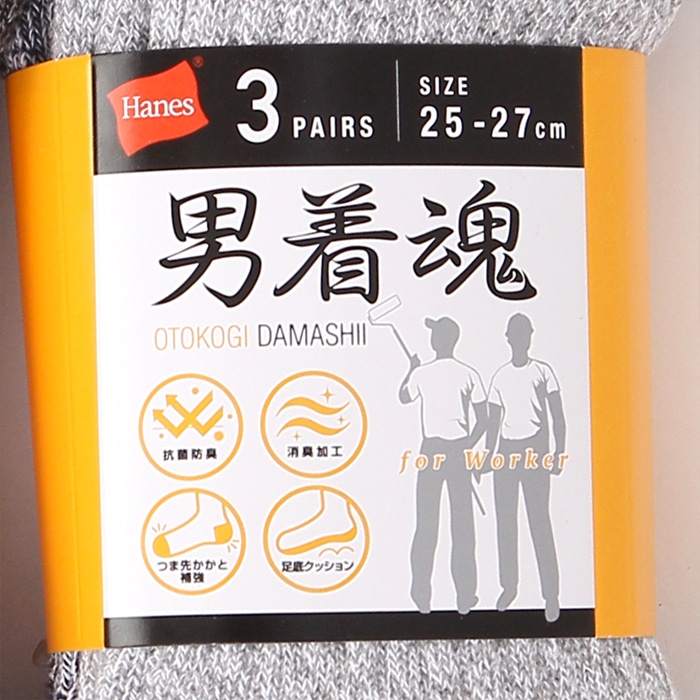 Hanes®
3 PAIRS
SIZE
25-27cm
男着魂
OTOKOGI DAMASHII
抗菌防臭
消臭加工
for Worker
つま先かかと
補強
足底クッション